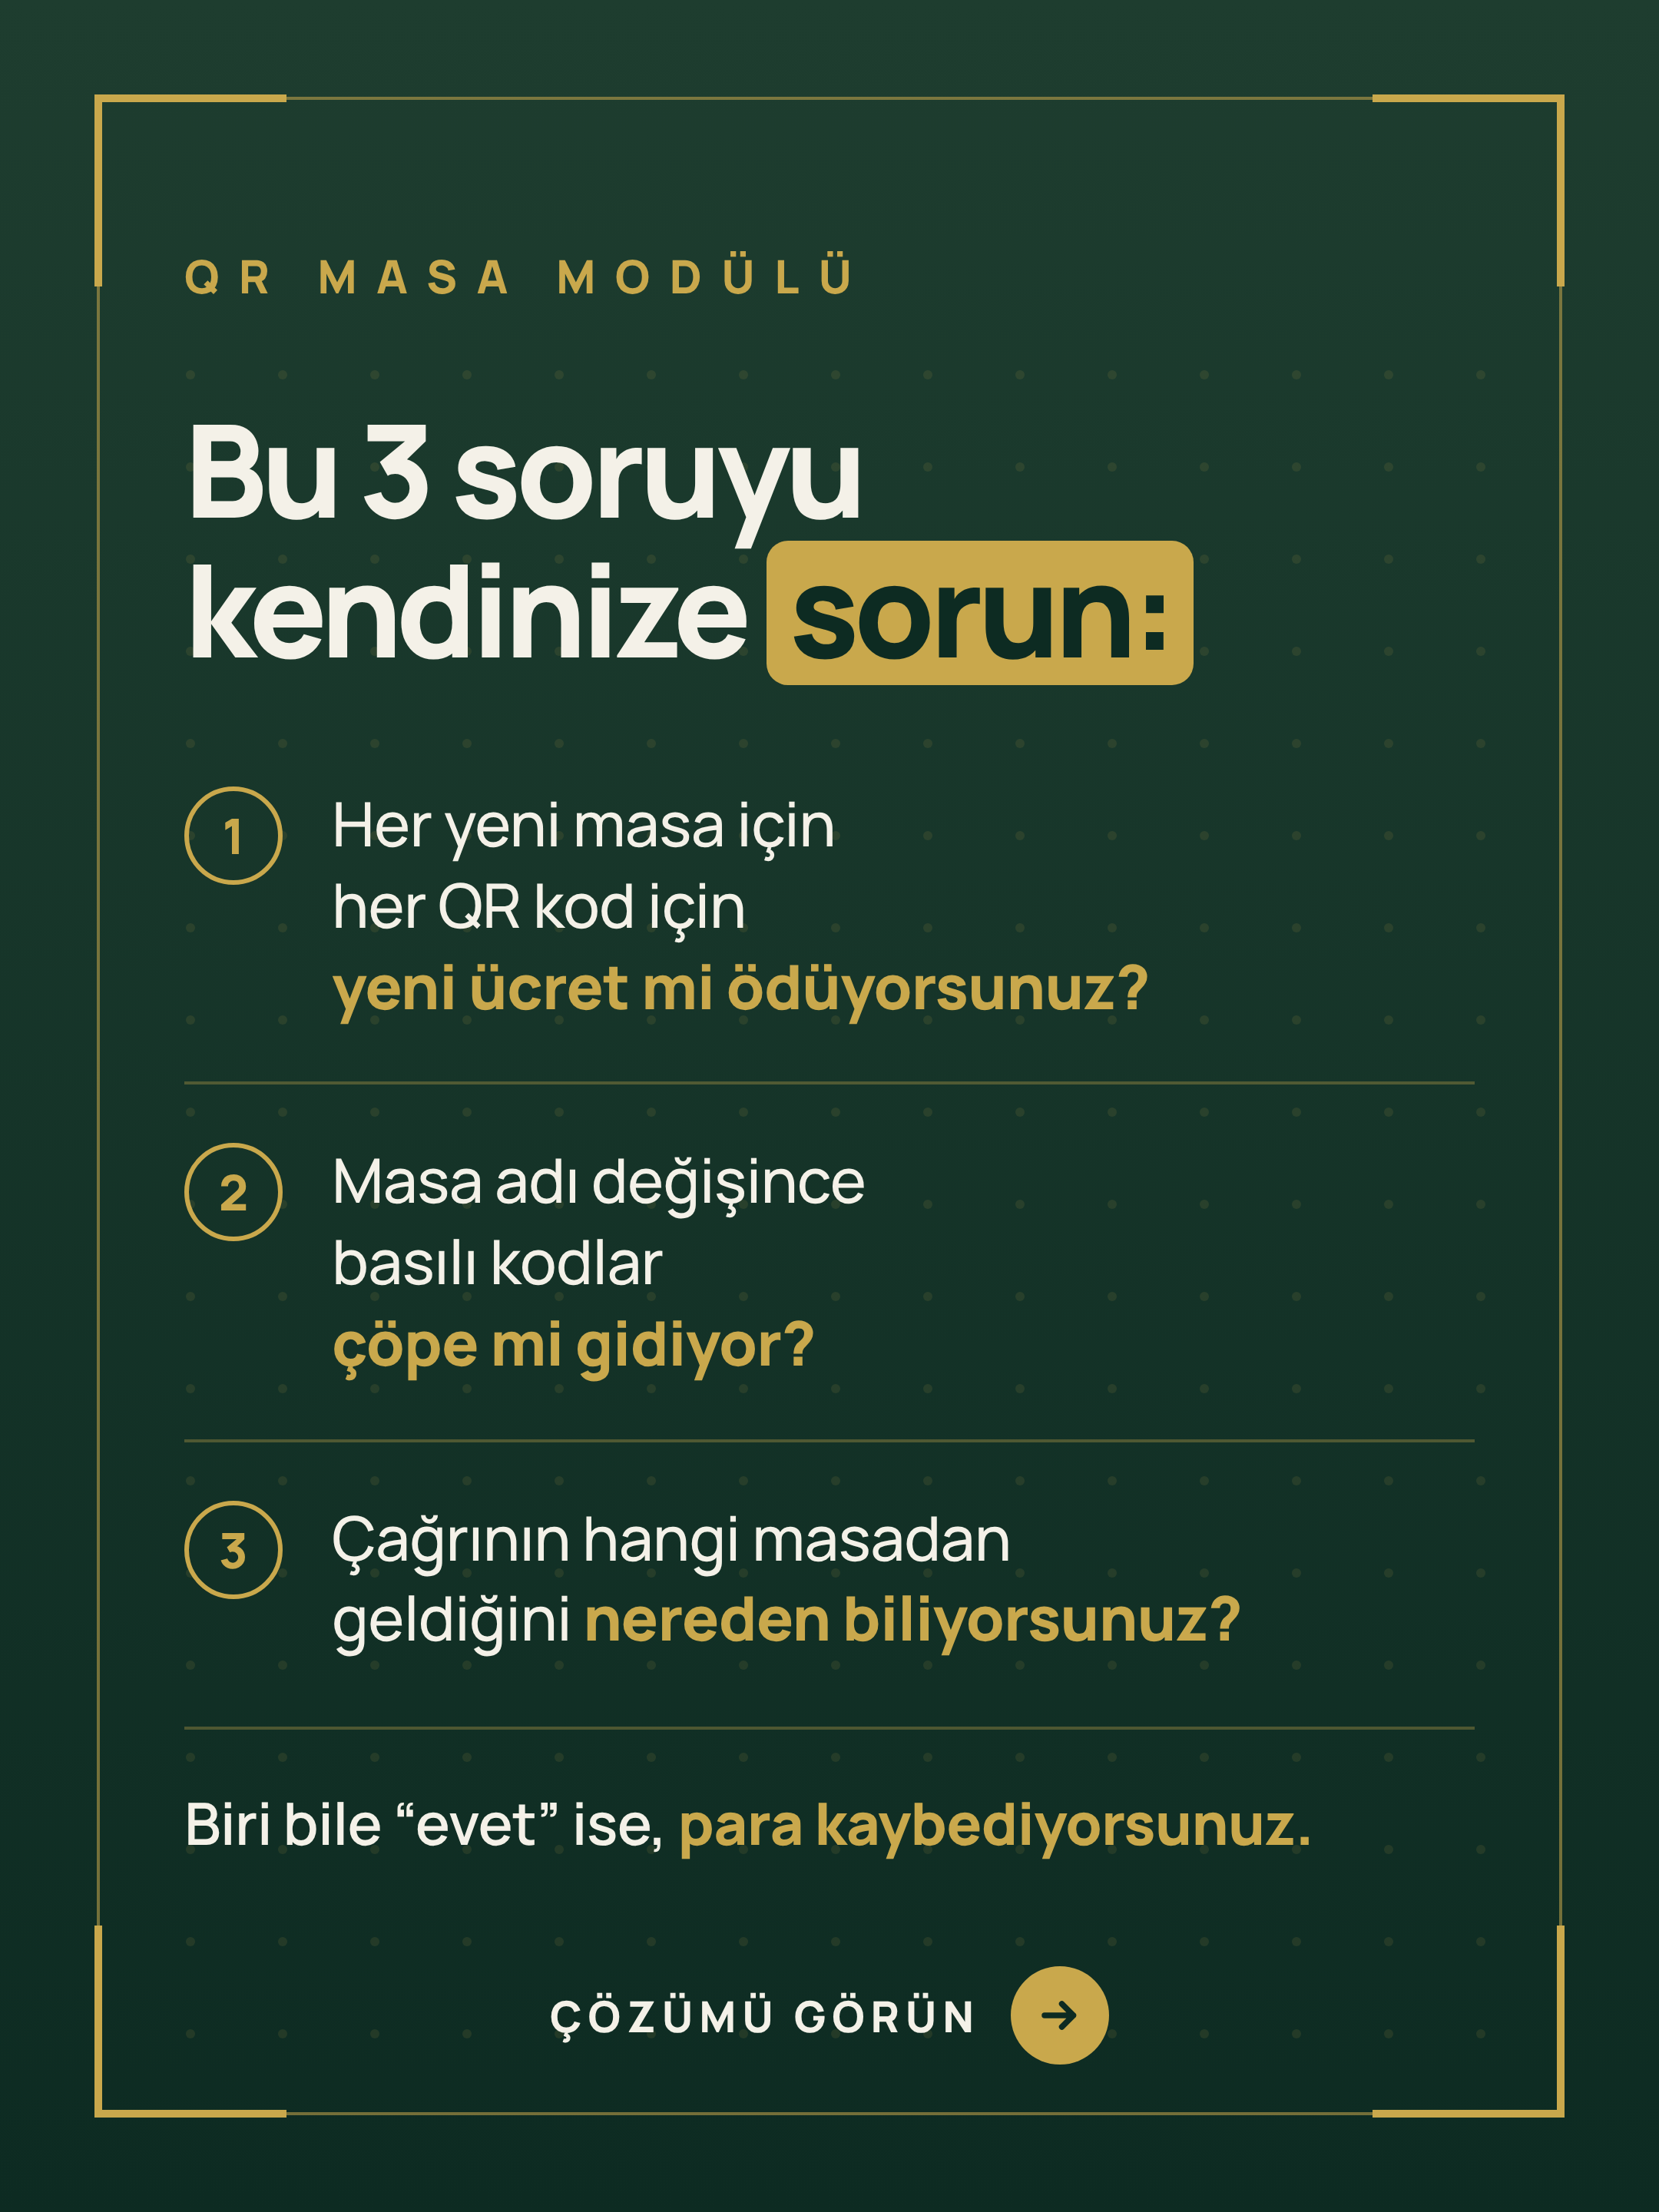 QR MASA MODÜLÜ
Bu 3 soruyu
kendinize sorun:
1
Her yeni masa için
her QR kod için
yeni ücret mi ödüyorsunuz?
2
Masa adı değişince
basılı kodlar
çöpe mi gidiyor?
3
Çağrının hangi masadan
geldiğini nereden biliyorsunuz?
Biri bile “evet” ise, para kaybediyorsunuz.
ÇÖZÜMÜ GÖRÜN